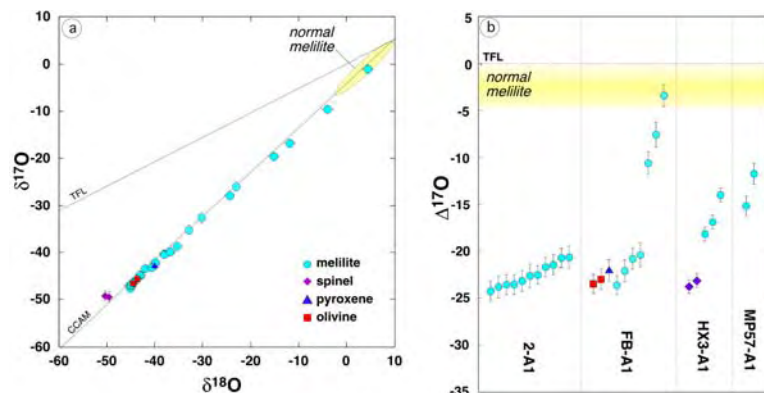 a
normal
melilite
δ¹⁷O
10
0
-10
-20
-30
-40
-50
-60
TFL
CCAM
melilite
spinel
pyroxene
olivine
-60 -50 -40 -30 -20 -10 0 10
δ¹⁸O
b
Δ¹⁷O
5
0
-5
-10
-15
-20
-25
-30
-35
TFL
normal
melilite
2-A1
FB-A1
HX3-A1
MP57-A1